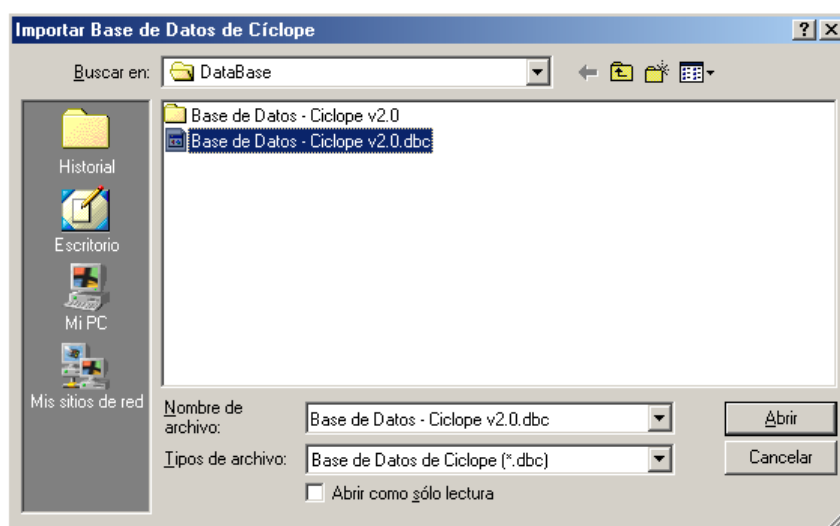 Importar Base de Datos de Cíclope
Buscar en: DataBase
Base de Datos - Ciclope v2.0
Base de Datos - Ciclope v2.0.dbc
Historial
Escritorio
Mi PC
Mis sitios de red
Nombre de archivo: Base de Datos - Ciclope v2.0.dbc Abrir
Tipos de archivo: Base de Datos de Ciclope (*.dbc) Cancelar
Abrir como sólo lectura